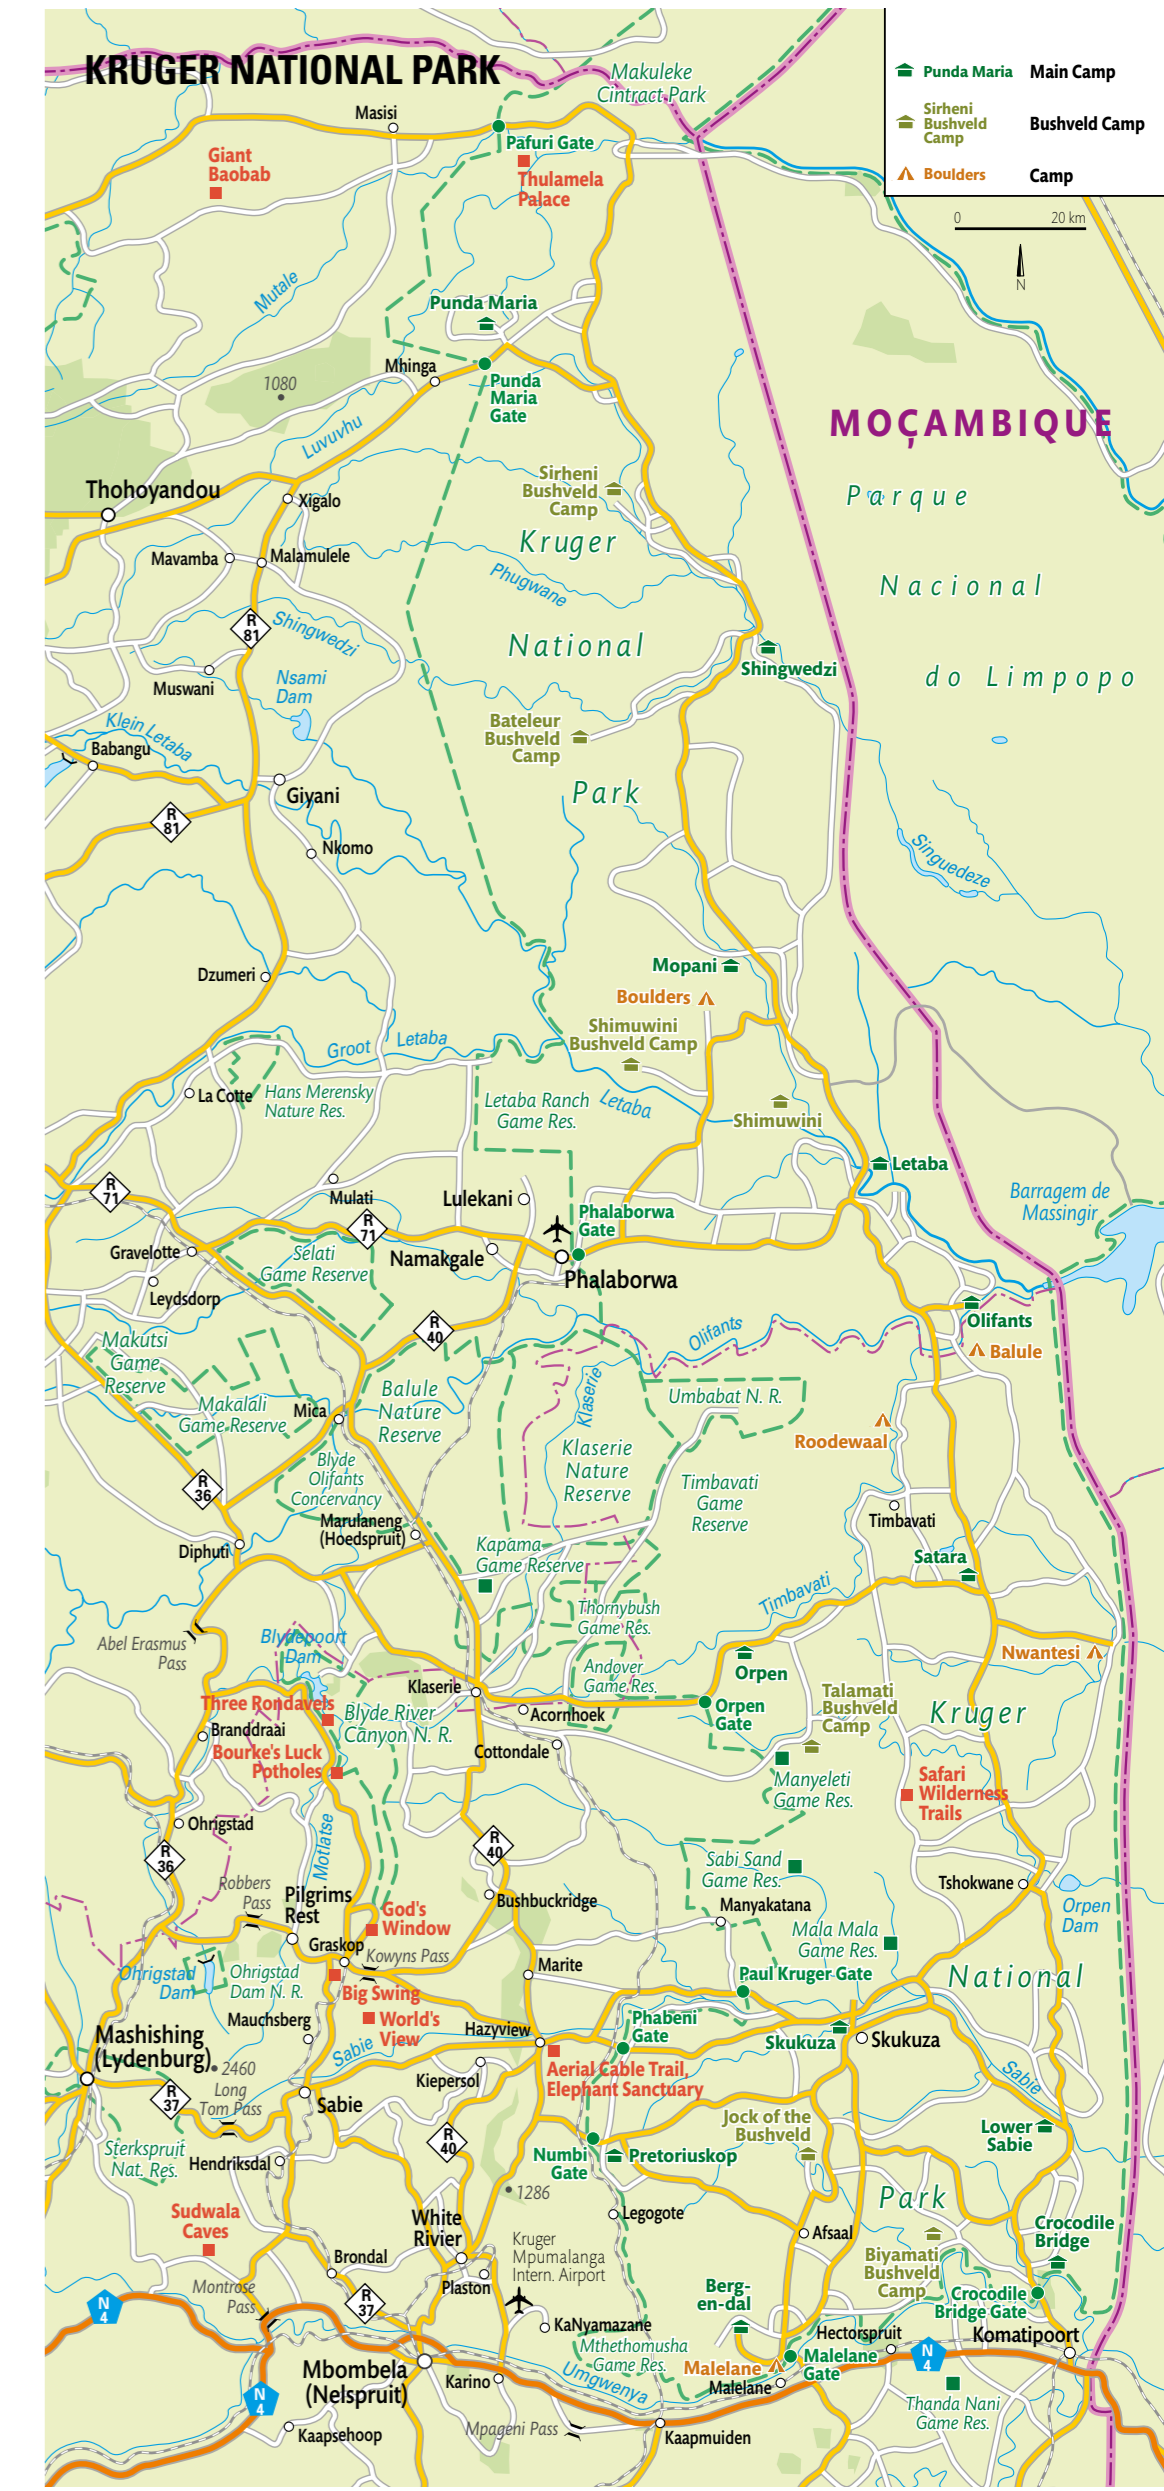 KRUGER NATIONAL PARK
Punda Maria
Main Camp
Sirheni
Bushveld
Camp
Bushveld Camp
Boulders
Camp
0
20 km
N
Makuleke
Cintract Park
Masisi
Pafuri Gate
Giant
Baobab
Thulamela
Palace
Mutale
Punda Maria
Mhinga
Punda
Maria
Gate
1080
MOÇAMBIQUE
Luvuvhu
Sirheni
Bushveld
Camp
Thohoyandou
Xigalo
Parque
Kruger
Mavamba
Malamulele
Phugwane
Nacional
R
81
Shingwedzi
National
Shingwedzi
do Limpopo
Muswani
Nsami
Dam
Klein Letaba
Bateleur
Bushveld
Camp
Babangu
Giyani
Park
R
81
Nkomo
Singuedeze
Dzumeri
Mopani
Boulders
Groot
Letaba
Shimuwini
Bushveld Camp
La Cotte
Hans Merensky
Nature Res.
Letaba Ranch
Game Res.
Letaba
Shimuwini
Letaba
R
71
Mulati
Lulekani
Barragem de
Massingir
Phalaborwa
Gate
R
71
Gravelotte
Selati
Game Reserve
Namakgale
Phalaborwa
Leydsdorp
Olifants
R
40
Olifants
Makutsi
Game
Reserve
Balule
Makalali
Game Reserve
Mica
Balule
Nature
Reserve
Klaserie
Umbabat N. R.
Roodewaal
Blyde
Olifants
Concervancy
Klaserie
Nature
Reserve
Timbavati
Game
Reserve
R
36
Marulaneng
(Hoedspruit)
Timbavati
Diphuti
Kapama
Game Reserve
Satara
Timbavati
Thornybush
Game Res.
Abel Erasmus
Pass
Blydepoort
Dam
Nwantesi
Orpen
Andover
Game Res.
Klaserie
Talamati
Bushveld
Camp
Three Rondavels
Blyde River
Canyon N. R.
Acornhoek
Orpen
Gate
Kruger
Branddraai
Bourke's Luck
Potholes
Cottondale
Manyeleti
Game Res.
Safari
Wilderness
Trails
Ohrigstad
Motlatse
R
40
R
36
Sabi Sand
Game Res.
Robbers
Pass
Pilgrims
Rest
Bushbuckridge
Tshokwane
Manyakatana
God's
Window
Orpen
Dam
Mala Mala
Game Res.
Graskop
Kowyns Pass
Marite
Ohrigstad
Dam
Ohrigstad
Dam N. R.
Paul Kruger Gate
National
Big Swing
Mauchsberg
World's
View
Phabeni
Gate
Mashishing
(Lydenburg)
Hazyview
Skukuza
Skukuza
Sabie
2460
Aerial Cable Trail,
Elephant Sanctuary
Sabie
Kiepersol
R
37
Long
Tom Pass
Sabie
Jock of the
Bushveld
Lower
Sabie
R
40
Sterkspruit
Nat. Res.
Hendriksdal
Numbi
Gate
Pretoriuskop
1286
Park
Sudwala
Caves
White
Rivier
Legogote
Afsaal
Crocodile
Bridge
Kruger
Mpumalanga
Intern. Airport
Brondal
Biyamati
Bushveld
Camp
Plaston
Montrose
Pass
Berg-
en-dal
Crocodile
Bridge Gate
N
4
R
37
KaNyamazane
Hectorspruit
Komatipoort
Mthethomusha
Game Res.
Malelane
Gate
N
4
Mbombela
(Nelspruit)
Karino
Umgwenya
Malelane
Malelane
N
4
Thanda Nani
Game Res.
Kaapsehoop
Mpageni Pass
Kaapmuiden